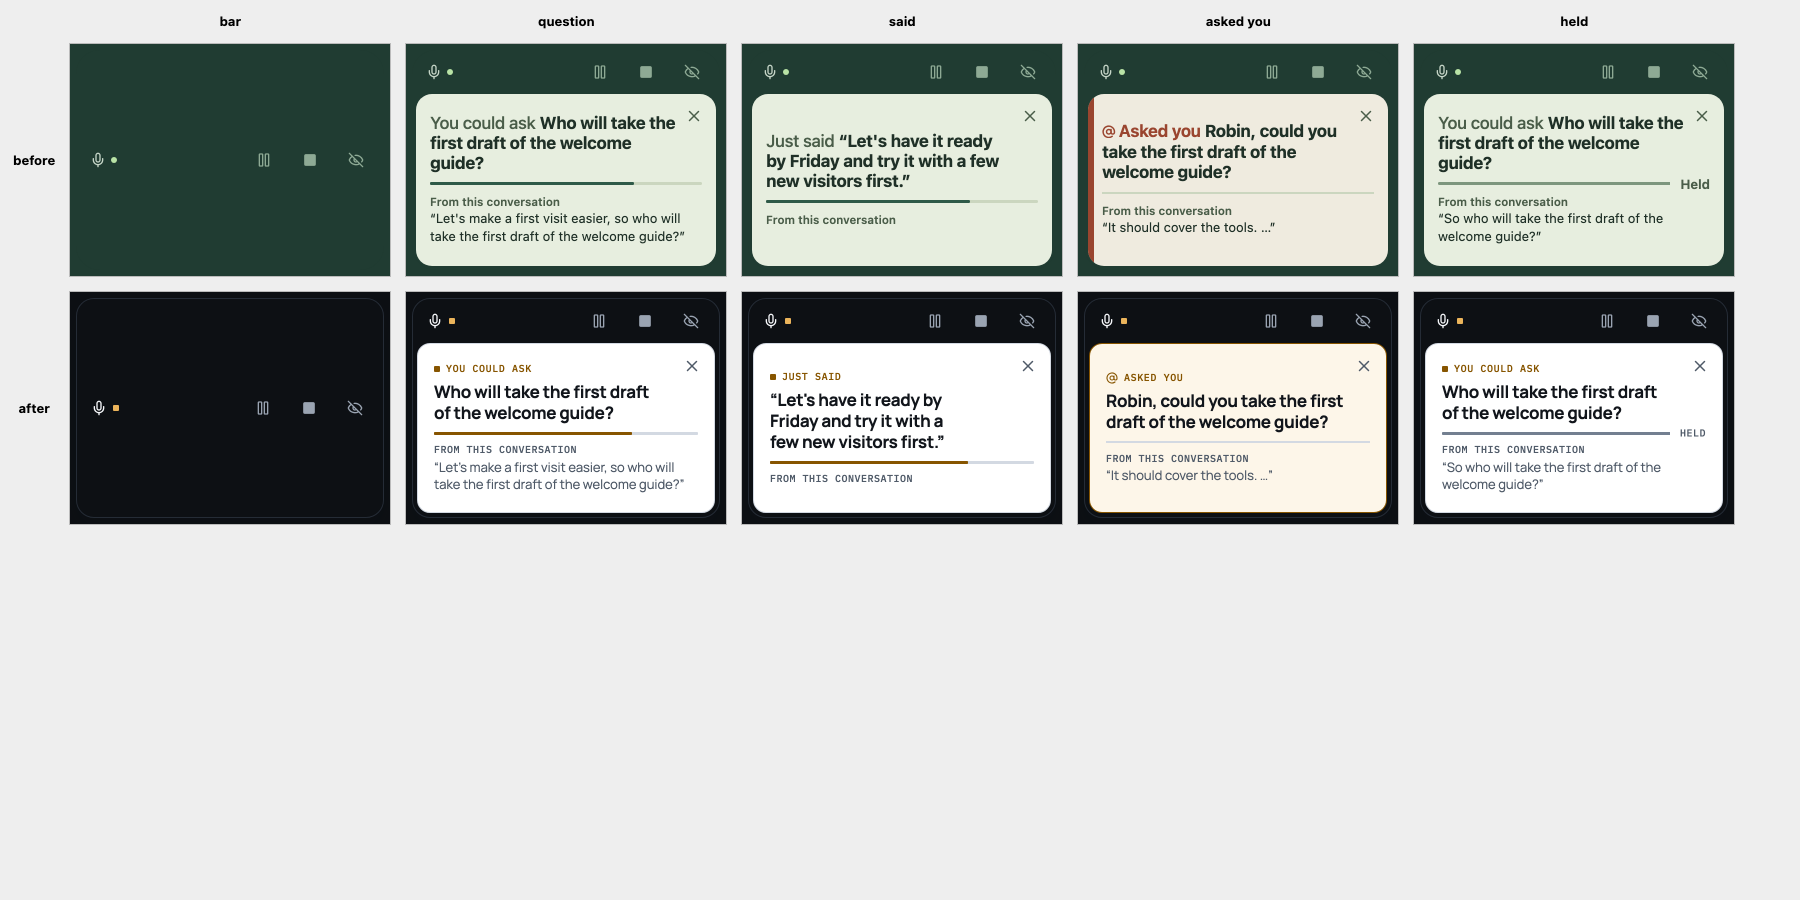 bar
question
said
asked you
held
before
You could ask Who will take the
first draft of the welcome
guide?
From this conversation
“Let's make a first visit easier, so who will
take the first draft of the welcome guide?”
Just said “Let's have it ready
by Friday and try it with a few
new visitors first.”
From this conversation
@ Asked you Robin, could you
take the first draft of the
welcome guide?
From this conversation
“It should cover the tools. …”
You could ask Who will take the
first draft of the welcome
guide?
Held
From this conversation
“So who will take the first draft of the
welcome guide?”
after
YOU COULD ASK
Who will take the first draft
of the welcome guide?
FROM THIS CONVERSATION
“Let's make a first visit easier, so who will
take the first draft of the welcome guide?”
JUST SAID
“Let's have it ready by
Friday and try it with a
few new visitors first.”
FROM THIS CONVERSATION
@ ASKED YOU
Robin, could you take the first
draft of the welcome guide?
FROM THIS CONVERSATION
“It should cover the tools. …”
YOU COULD ASK
Who will take the first draft
of the welcome guide?
HELD
FROM THIS CONVERSATION
“So who will take the first draft of the
welcome guide?”